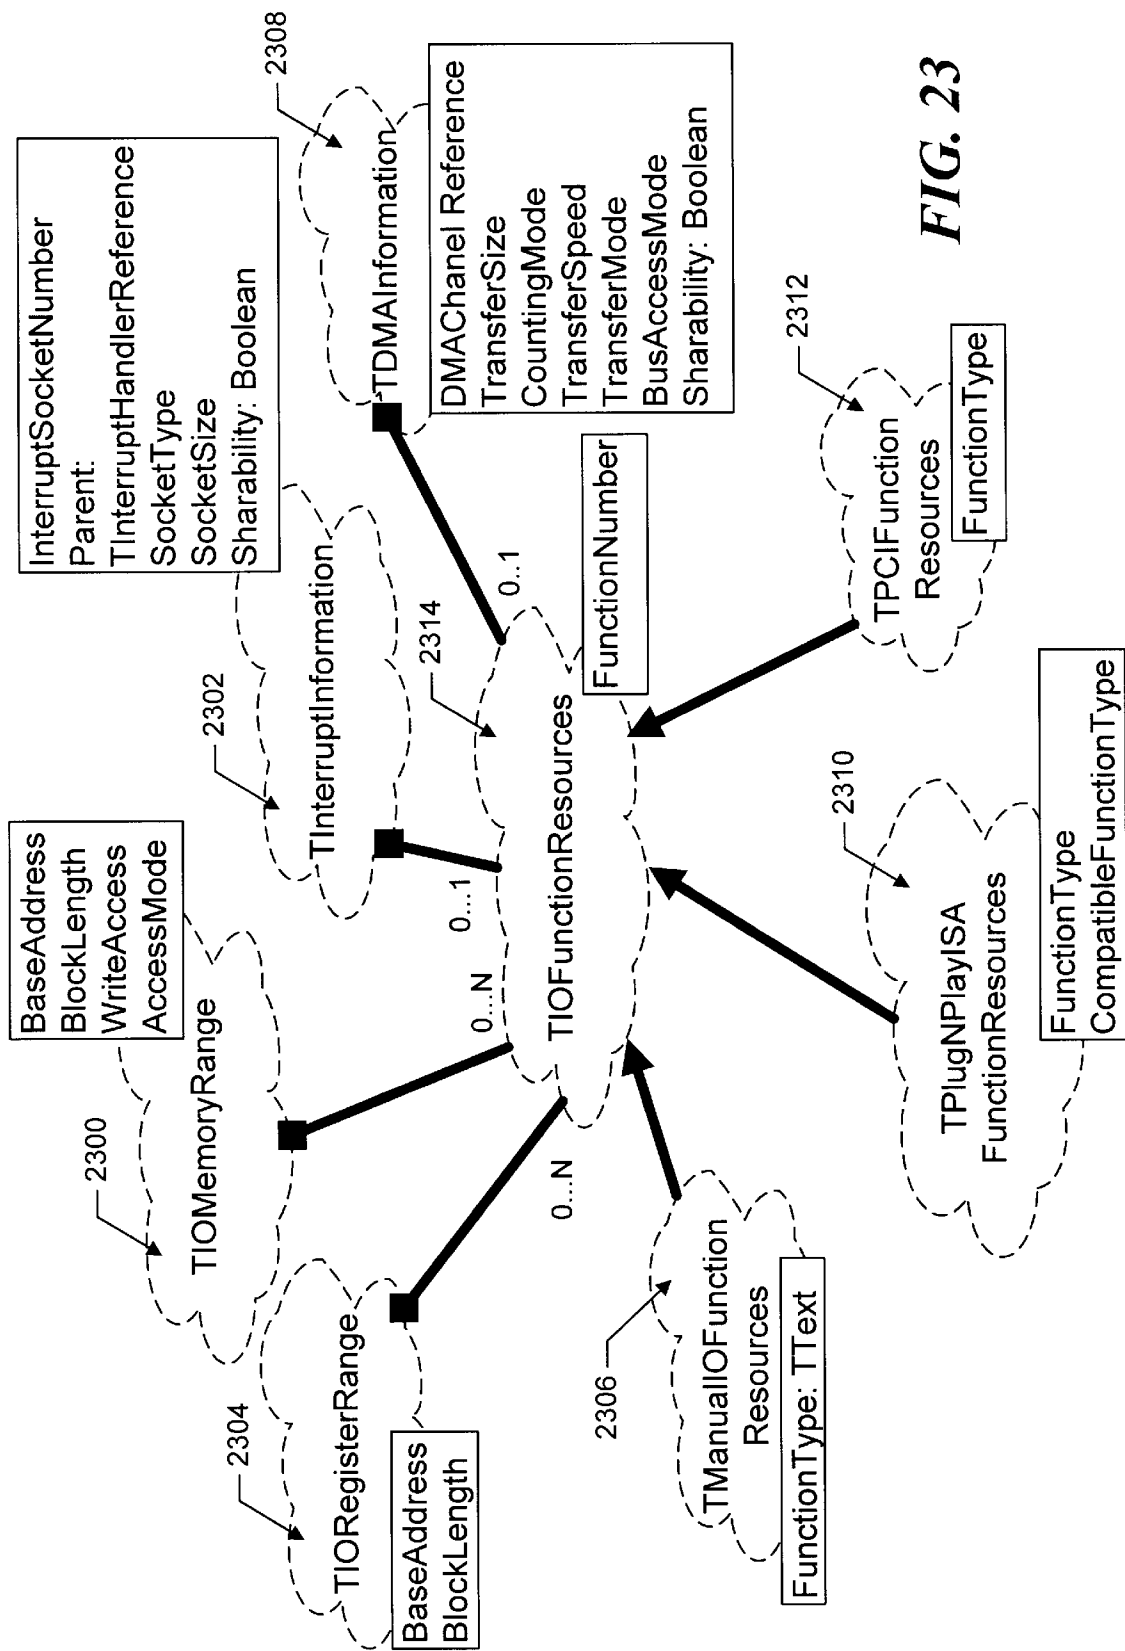 2304
TIORegisterRange
BaseAddress
BlockLength
2300
TIOMemoryRange
BaseAddress
BlockLength
WriteAccess
AccessMode
2302
TInterruptInformation
InterruptSocketNumber
Parent:
TInterruptHandlerReference
SocketType
SocketSize
Sharability: Boolean
2308
TDMAInformation
DMAChanel Reference
TransferSize
CountingMode
TransferSpeed
TransferMode
BusAccessMode
Sharability: Boolean
0...N
0...N
0...1
0..1
2314
TIOFunctionResources
FunctionNumber
2306
TManualIOFunction
Resources
FunctionType: TText
2310
TPlugNPlayISA
FunctionResources
FunctionType
CompatibleFunctionType
2312
TPCIFunction
Resources
FunctionType
FIG. 23